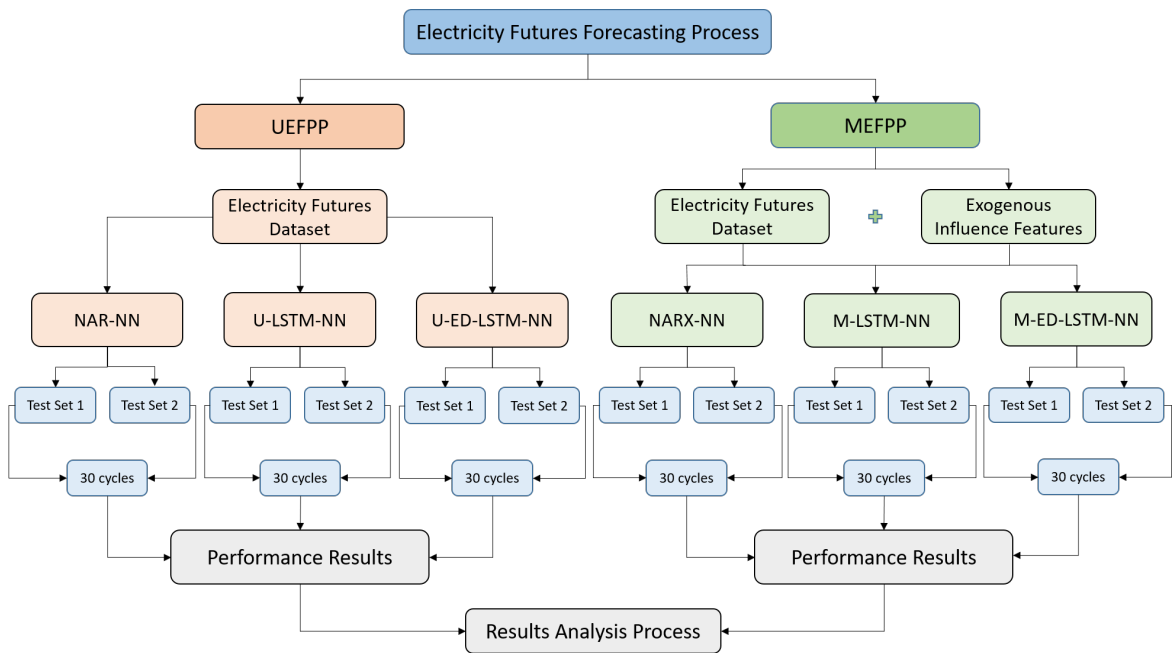 Electricity Futures Forecasting Process
UEFPP
MEFPP
Electricity Futures
Dataset
Electricity Futures
Dataset
Exogenous
Influence Features
NAR-NN
U-LSTM-NN
U-ED-LSTM-NN
NARX-NN
M-LSTM-NN
M-ED-LSTM-NN
Test Set 1
Test Set 2
Test Set 1
Test Set 2
Test Set 1
Test Set 2
Test Set 1
Test Set 2
Test Set 1
Test Set 2
Test Set 1
Test Set 2
30 cycles
30 cycles
30 cycles
30 cycles
30 cycles
30 cycles
Performance Results
Performance Results
Results Analysis Process